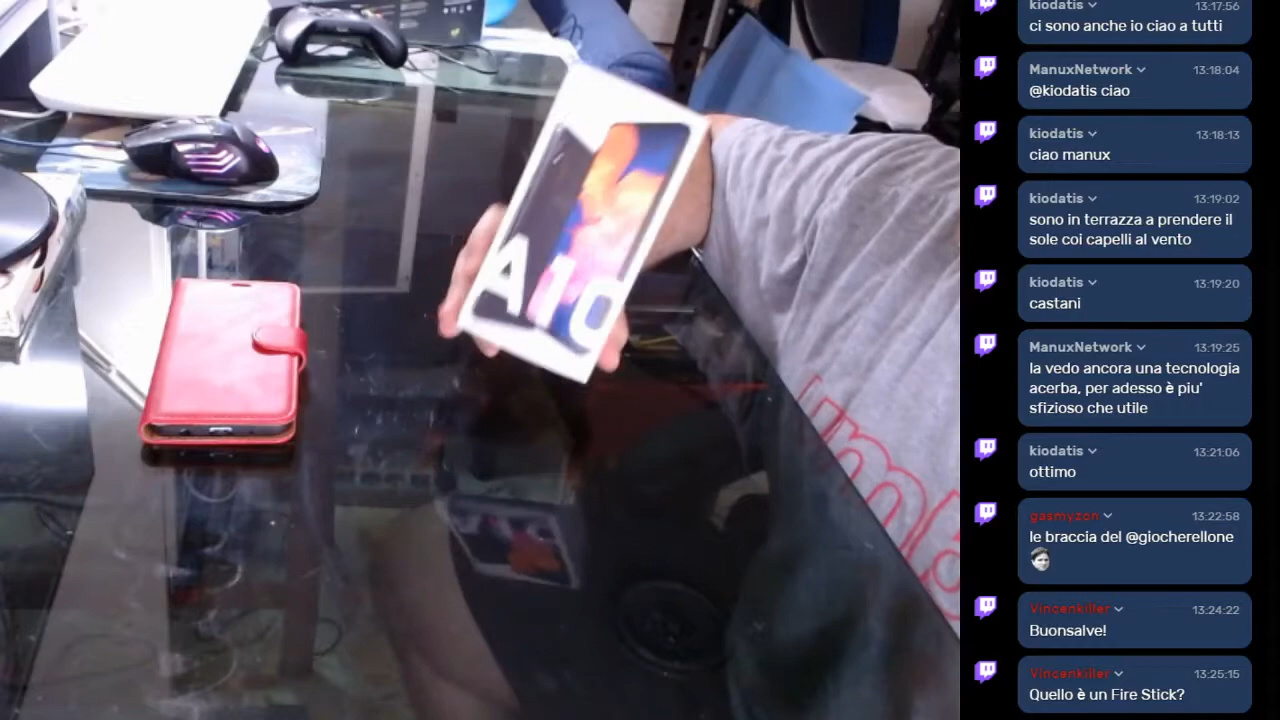 A10
kiodatis 13:17:56
ci sono anche io ciao a tutti
ManuxNetwork 13:18:04
@kiodatis ciao
kiodatis 13:18:13
ciao manux
kiodatis 13:19:02
sono in terrazza a prendere il
sole coi capelli al vento
kiodatis 13:19:20
castani
ManuxNetwork 13:19:25
la vedo ancora una tecnologia
acerba, per adesso è piu'
sfizioso che utile
kiodatis 13:21:06
ottimo
gasmyzon 13:22:58
le braccia del @giocherellone
Vincenkiller 13:24:22
Buonsalve!
Vincenkiller 13:25:15
Quello è un Fire Stick?